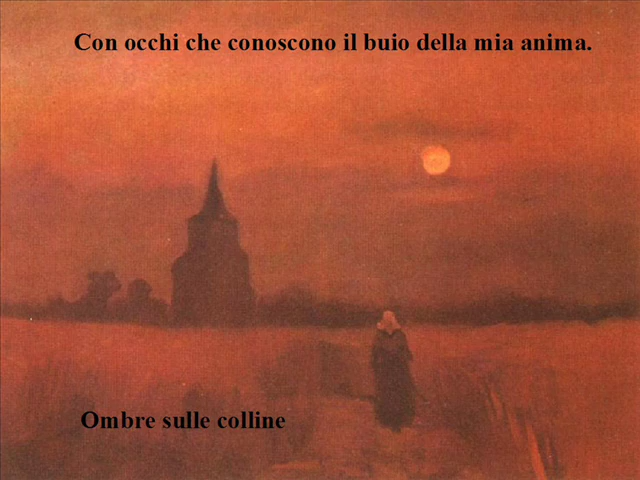 Con occhi che conoscono il buio della mia anima.
Ombre sulle colline